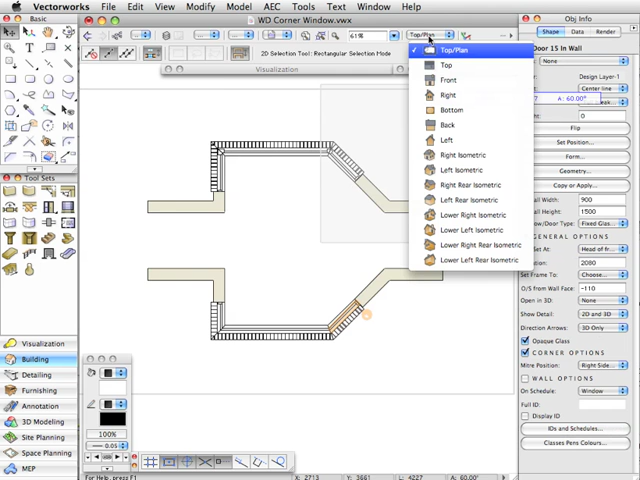 Vectorworks File Edit View Modify Model Tools Text Window Help
Basic
WD Corner Window.vwx
61%
Top/Plan
2D Selection Tool: Rectangular Selection Mode
Visualization
Top/Plan
Top
Front
Right
Bottom
Back
Left
Right Isometric
Left Isometric
Right Rear Isometric
Left Rear Isometric
Lower Right Isometric
Lower Left Isometric
Lower Right Rear Isometric
Lower Left Rear Isometric
Obj Info
Shape Data Render
Door 15 In Wall
None
Design Layer-1
Center line
7 A: 60.00°
Right
0
Flip
Set Position...
Form...
Geometry...
Copy or Apply...
Width: 900
Height: 1500
Fixed Glas
GENERAL OPTIONS
Set At: Head of fr
2080
Set Frame To: Choose...
O/S from Wall Face: -110
Open in 3D: None
Show Detail: 2D and 3D
Direction Arrows: 3D Only
Opaque Glass
CORNER OPTIONS
Mitre Position: Right Side...
WALL OPTIONS
On Schedule: Window
Full ID:
Display ID
IDs and Schedules...
Classes Pens Colours...
Tool Sets
Visualization
Building
Detailing
Furnishing
Annotation
3D Modeling
Site Planning
Space Planning
MEP
100%
0.05
For Help, press F1
X: 2713 Y: 3661 L: 4227 A: 60.00°